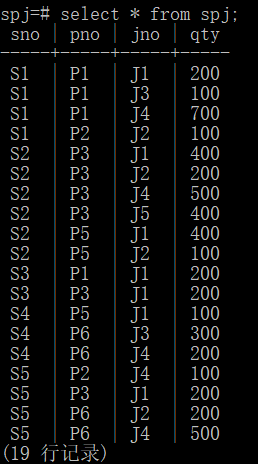 spj=# select * from spj;
sno | pno | jno | qty
-----+-----+-----+-----
S1 | P1 | J1 | 200
S1 | P1 | J3 | 100
S1 | P1 | J4 | 700
S1 | P2 | J2 | 100
S2 | P3 | J1 | 400
S2 | P3 | J2 | 200
S2 | P3 | J4 | 500
S2 | P3 | J5 | 400
S2 | P5 | J1 | 400
S2 | P5 | J2 | 100
S3 | P1 | J1 | 200
S3 | P3 | J1 | 200
S4 | P5 | J1 | 100
S4 | P6 | J3 | 300
S4 | P6 | J4 | 200
S5 | P2 | J4 | 100
S5 | P3 | J1 | 200
S5 | P6 | J2 | 200
S5 | P6 | J4 | 500
(19 行记录)